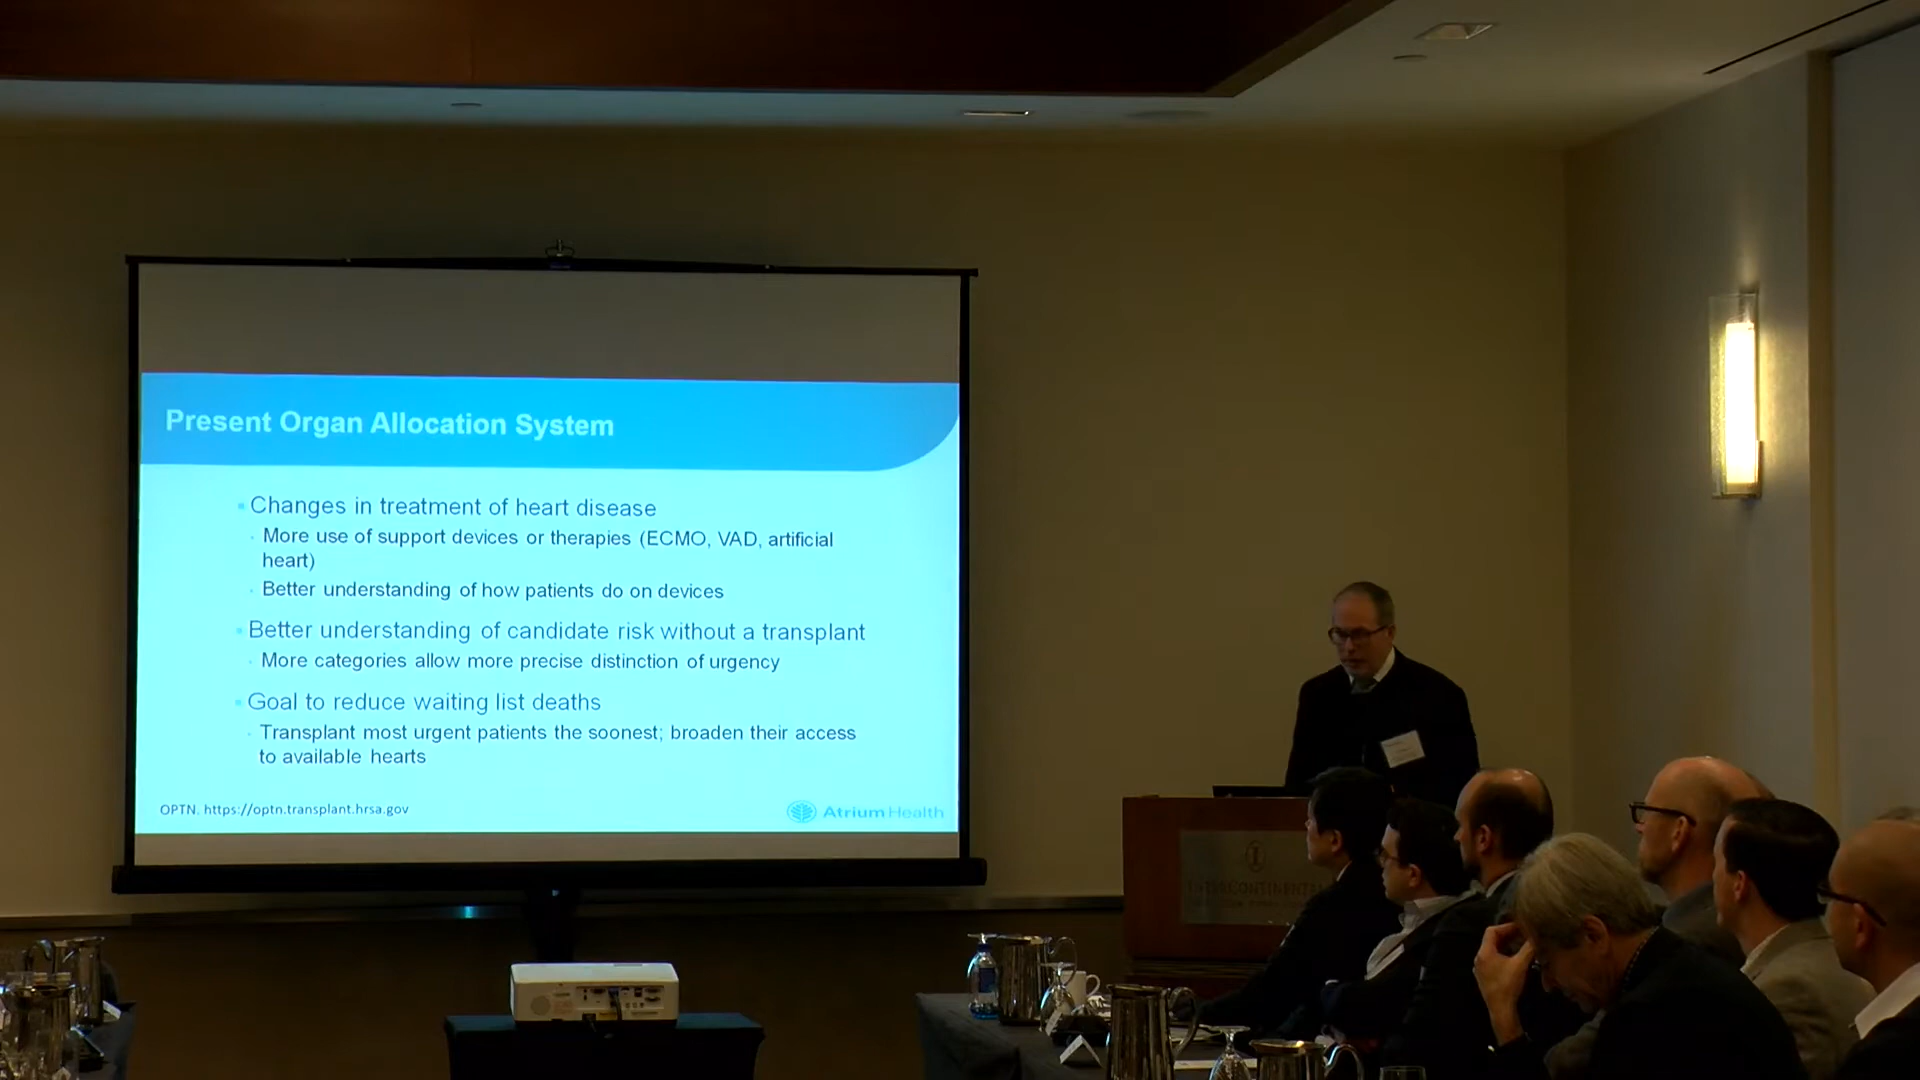 Present Organ Allocation System
Changes in treatment of heart disease
More use of support devices or therapies (ECMO, VAD, artificial
heart)
Better understanding of how patients do on devices
Better understanding of candidate risk without a transplant
More categories allow more precise distinction of urgency
Goal to reduce waiting list deaths
Transplant most urgent patients the soonest; broaden their access
to available hearts
OPTN. https://optn.transplant.hrsa.gov
Atrium Health
INTERCONTINENTAL